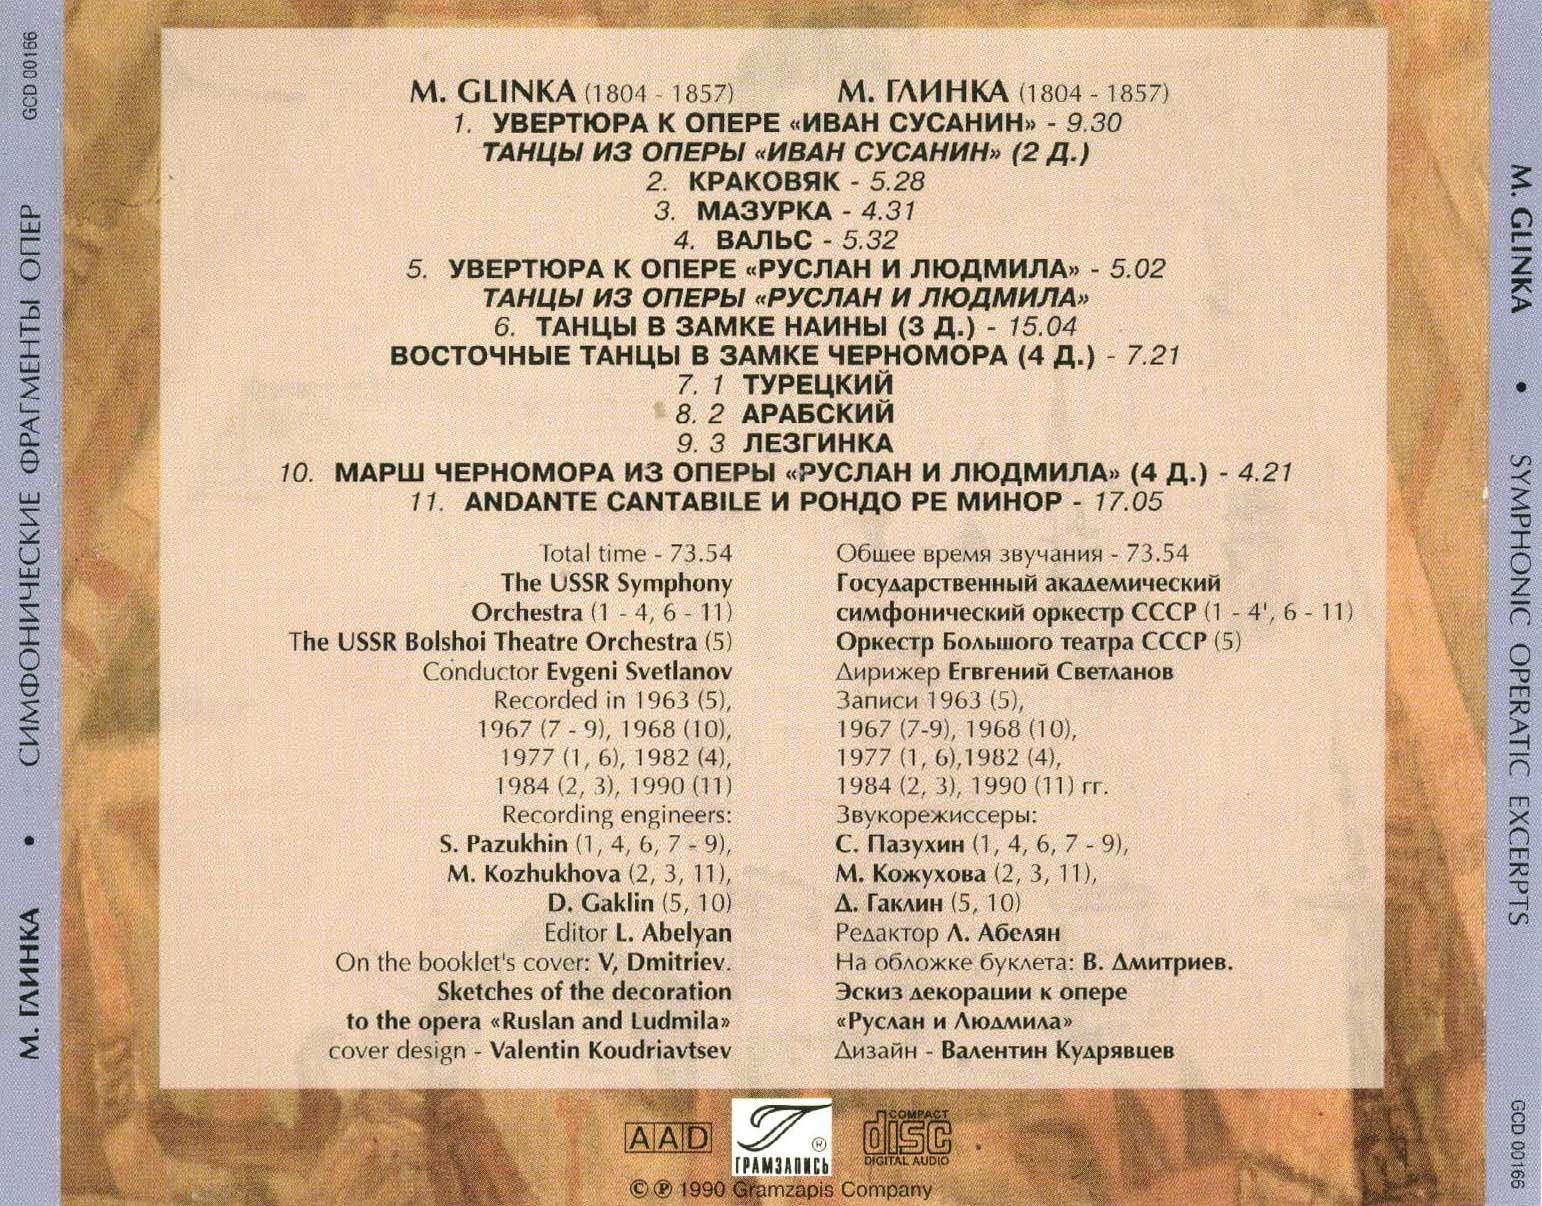 GCD 00166
СИМФОНИЧЕСКИЕ ФРАГМЕНТЫ ОПЕР
•
М. ГЛИНКА
M. GLINKA (1804 - 1857)
М. ГЛИНКА (1804 - 1857)
1. УВЕРТЮРА К ОПЕРЕ «ИВАН СУСАНИН» - 9.30
ТАНЦЫ ИЗ ОПЕРЫ «ИВАН СУСАНИН» (2 Д.)
2. КРАКОВЯК - 5.28
3. МАЗУРКА - 4.31
4. ВАЛЬС - 5.32
5. УВЕРТЮРА К ОПЕРЕ «РУСЛАН И ЛЮДМИЛА» - 5.02
ТАНЦЫ ИЗ ОПЕРЫ «РУСЛАН И ЛЮДМИЛА»
6. ТАНЦЫ В ЗАМКЕ НАИНЫ (3 Д.) - 15.04
ВОСТОЧНЫЕ ТАНЦЫ В ЗАМКЕ ЧЕРНОМОРА (4 Д.) - 7.21
7. 1 ТУРЕЦКИЙ
8. 2 АРАБСКИЙ
9. 3 ЛЕЗГИНКА
10. МАРШ ЧЕРНОМОРА ИЗ ОПЕРЫ «РУСЛАН И ЛЮДМИЛА» (4 Д.) - 4.21
11. ANDANTE CANTABILE И РОНДО РЕ МИНОР - 17.05
Total time - 73.54
The USSR Symphony
Orchestra (1 - 4, 6 - 11)
The USSR Bolshoi Theatre Orchestra (5)
Conductor Evgeni Svetlanov
Recorded in 1963 (5),
1967 (7 - 9), 1968 (10),
1977 (1, 6), 1982 (4),
1984 (2, 3), 1990 (11)
Recording engineers:
S. Pazukhin (1, 4, 6, 7 - 9),
M. Kozhukhova (2, 3, 11),
D. Gaklin (5, 10)
Editor L. Abelyan
On the booklet's cover: V, Dmitriev.
Sketches of the decoration
to the opera «Ruslan and Ludmila»
cover design - Valentin Koudriavtsev
Общее время звучания - 73.54
Государственный академический
симфонический оркестр СССР (1 - 4', 6 - 11)
Оркестр Большого театра СССР (5)
Дирижер Егвгений Светланов
Записи 1963 (5),
1967 (7-9), 1968 (10),
1977 (1, 6),1982 (4),
1984 (2, 3), 1990 (11) гг.
Звукорежиссеры:
С. Пазухин (1, 4, 6, 7 - 9),
М. Кожухова (2, 3, 11),
Д. Гаклин (5, 10)
Редактор Л. Абелян
На обложке буклета: В. Дмитриев.
Эскиз декорации к опере
«Руслан и Людмила»
Дизайн - Валентин Кудрявцев
AAD
Г ®
ГРАМЗАПИСЬ
COMPACT
disc
DIGITAL AUDIO
© ℗ 1990 Gramzapis Company
M. GLINKA
•
SYMPHONIC OPERATIC EXCERPTS
GCD 00166